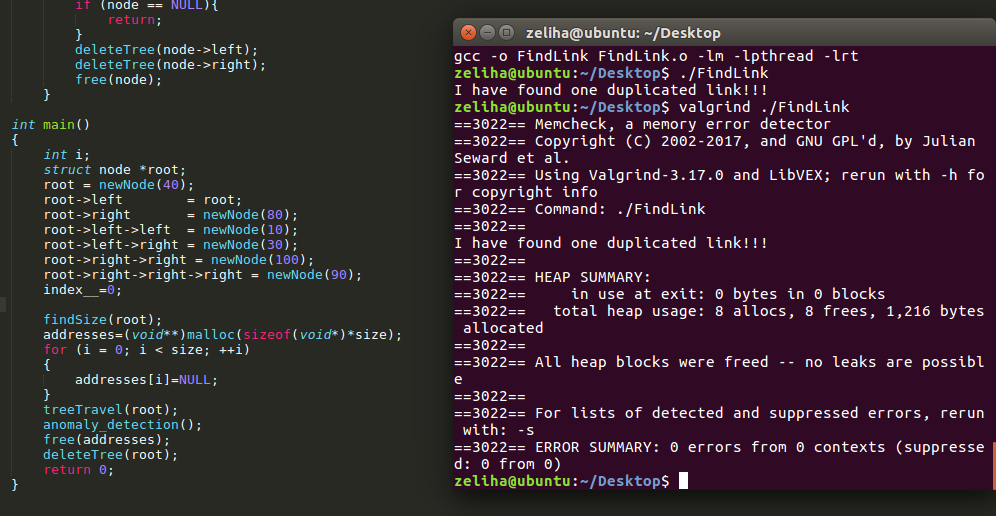 if (node == NULL){
return;
}
deleteTree(node->left);
deleteTree(node->right);
free(node);
}
int main()
{
int i;
struct node *root;
root = newNode(40);
root->left        = root;
root->right       = newNode(80);
root->left->left  = newNode(10);
root->left->right = newNode(30);
root->right->right = newNode(100);
root->right->right->right = newNode(90);
index__=0;
findSize(root);
addresses=(void**)malloc(sizeof(void*)*size);
for (i = 0; i < size; ++i)
{
addresses[i]=NULL;
}
treeTravel(root);
anomaly_detection();
free(addresses);
deleteTree(root);
return 0;
}
zeliha@ubuntu: ~/Desktop
gcc -o FindLink FindLink.o -lm -lpthread -lrt
zeliha@ubuntu:~/Desktop$ ./FindLink
I have found one duplicated link!!!
zeliha@ubuntu:~/Desktop$ valgrind ./FindLink
==3022== Memcheck, a memory error detector
==3022== Copyright (C) 2002-2017, and GNU GPL'd, by Julian
Seward et al.
==3022== Using Valgrind-3.17.0 and LibVEX; rerun with -h fo
r copyright info
==3022== Command: ./FindLink
==3022==
I have found one duplicated link!!!
==3022==
==3022== HEAP SUMMARY:
==3022==     in use at exit: 0 bytes in 0 blocks
==3022==   total heap usage: 8 allocs, 8 frees, 1,216 bytes
allocated
==3022==
==3022== All heap blocks were freed -- no leaks are possibl
e
==3022==
==3022== For lists of detected and suppressed errors, rerun
with: -s
==3022== ERROR SUMMARY: 0 errors from 0 contexts (suppresse
d: 0 from 0)
zeliha@ubuntu:~/Desktop$